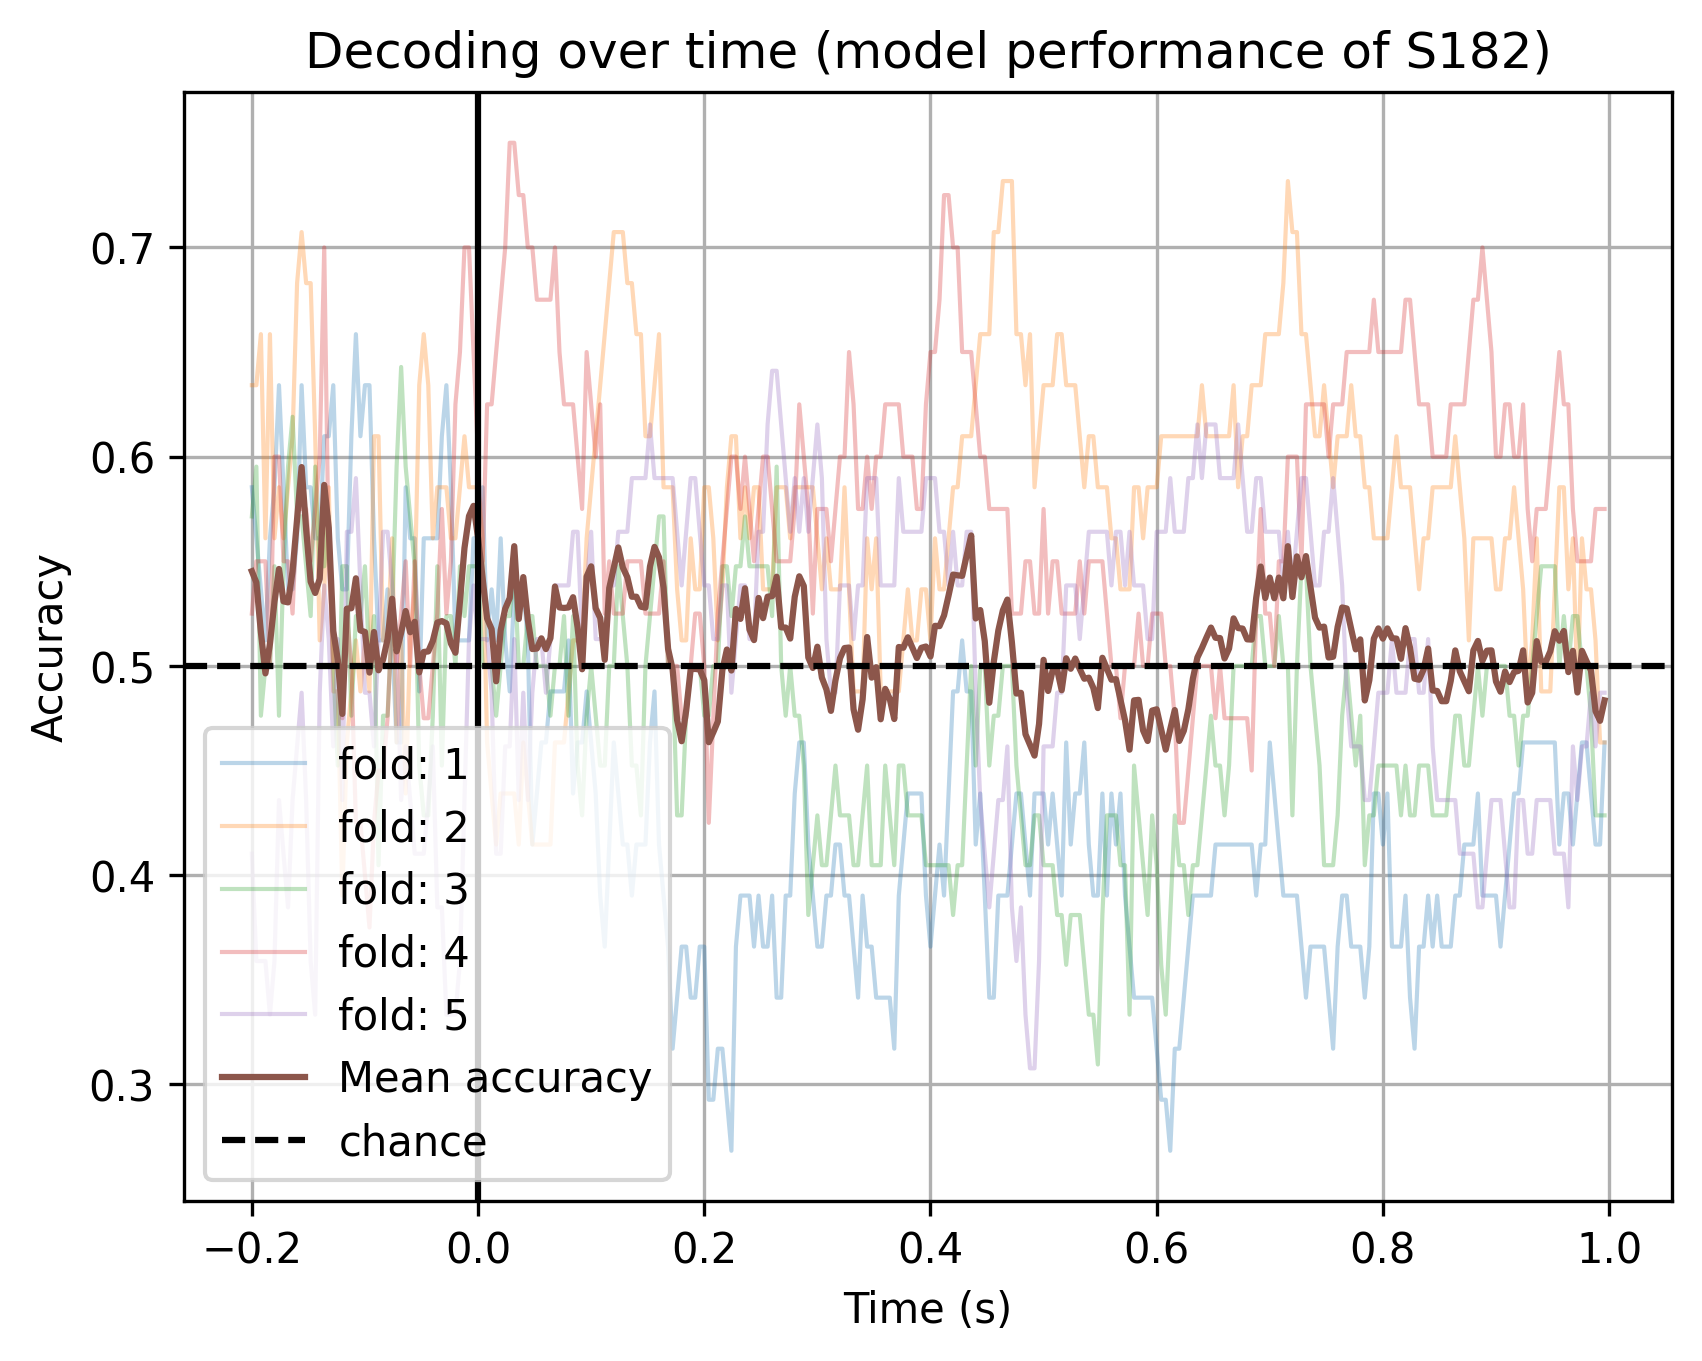 Decoding over time (model performance of S182)
Accuracy
0.7
0.6
0.5
0.4
0.3
fold: 1
fold: 2
fold: 3
fold: 4
fold: 5
Mean accuracy
chance
−0.2 0.0 0.2 0.4 0.6 0.8 1.0
Time (s)